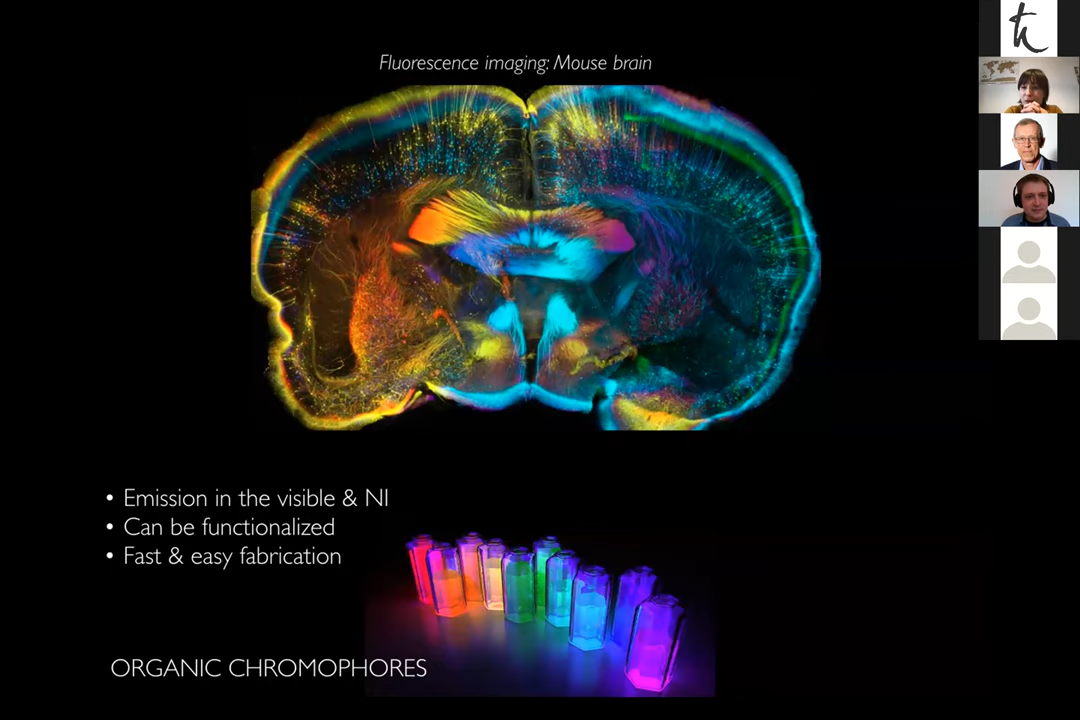 Fluorescence imaging: Mouse brain
• Emission in the visible & NI
• Can be functionalized
• Fast & easy fabrication
ORGANIC CHROMOPHORES